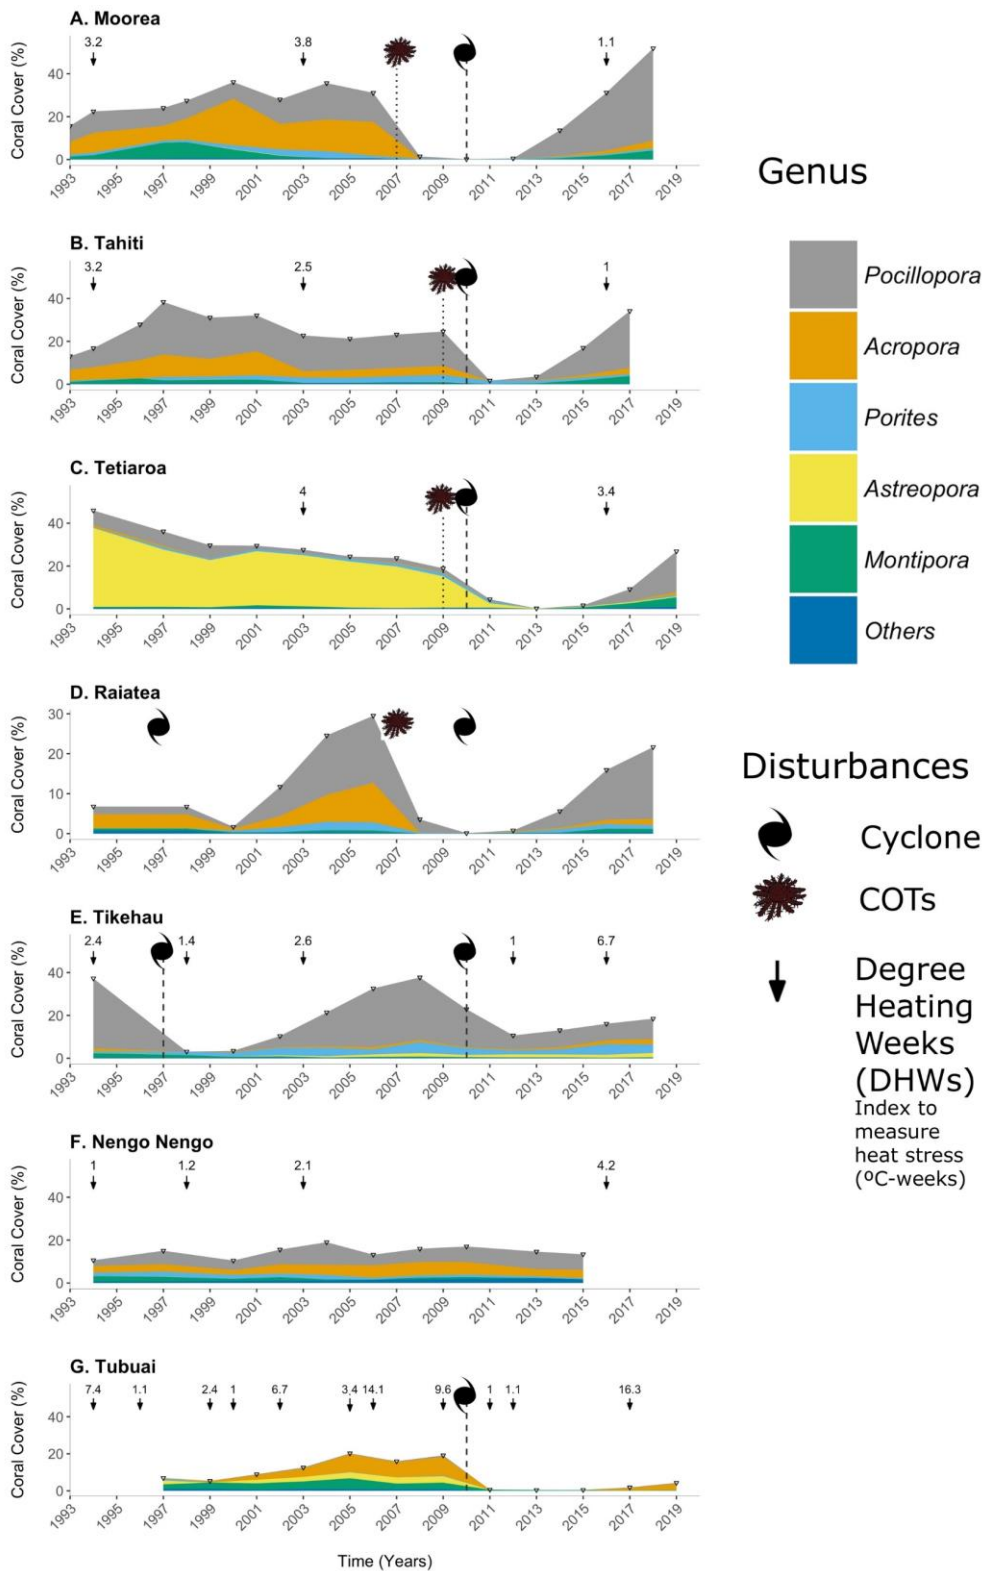 A. Moorea
3.2 3.8 1.1
Coral Cover (%)
40
20
0
1993 1995 1997 1999 2001 2003 2005 2007 2009 2011 2013 2015 2017 2019
B. Tahiti
3.2 2.5 1
Coral Cover (%)
40
20
0
1993 1995 1997 1999 2001 2003 2005 2007 2009 2011 2013 2015 2017 2019
C. Tetiaroa
4 3.4
Coral Cover (%)
40
20
0
1993 1995 1997 1999 2001 2003 2005 2007 2009 2011 2013 2015 2017 2019
D. Raiatea
Coral Cover (%)
30
20
10
0
1993 1995 1997 1999 2001 2003 2005 2007 2009 2011 2013 2015 2017 2019
E. Tikehau
2.4 1.4 2.6 1 6.7
Coral Cover (%)
40
20
0
1993 1995 1997 1999 2001 2003 2005 2007 2009 2011 2013 2015 2017 2019
F. Nengo Nengo
1 1.2 2.1 4.2
Coral Cover (%)
40
20
0
1993 1995 1997 1999 2001 2003 2005 2007 2009 2011 2013 2015 2017 2019
G. Tubuai
7.4 1.1 2.4 1 6.7 3.4 14.1 9.6 1 1.1 16.3
Coral Cover (%)
40
20
0
1993 1995 1997 1999 2001 2003 2005 2007 2009 2011 2013 2015 2017 2019
Time (Years)
Genus
Pocillopora
Acropora
Porites
Astreopora
Montipora
Others
Disturbances
Cyclone
COTs
Degree
Heating
Weeks
(DHWs)
Index to
measure
heat stress
(ºC-weeks)